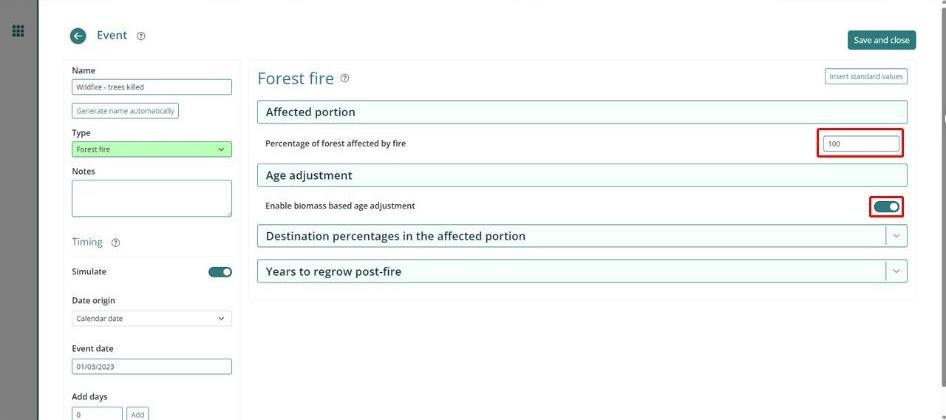 Event
Save and close
Name
Wildfire - trees killed
Generate name automatically
Type
Forest fire
Notes
Timing
Simulate
Date origin
Calendar date
Event date
01/03/2023
Add days
0 Add
Forest fire
Insert standard values
Affected portion
Percentage of forest affected by fire 100
Age adjustment
Enable biomass based age adjustment
Destination percentages in the affected portion
Years to regrow post-fire